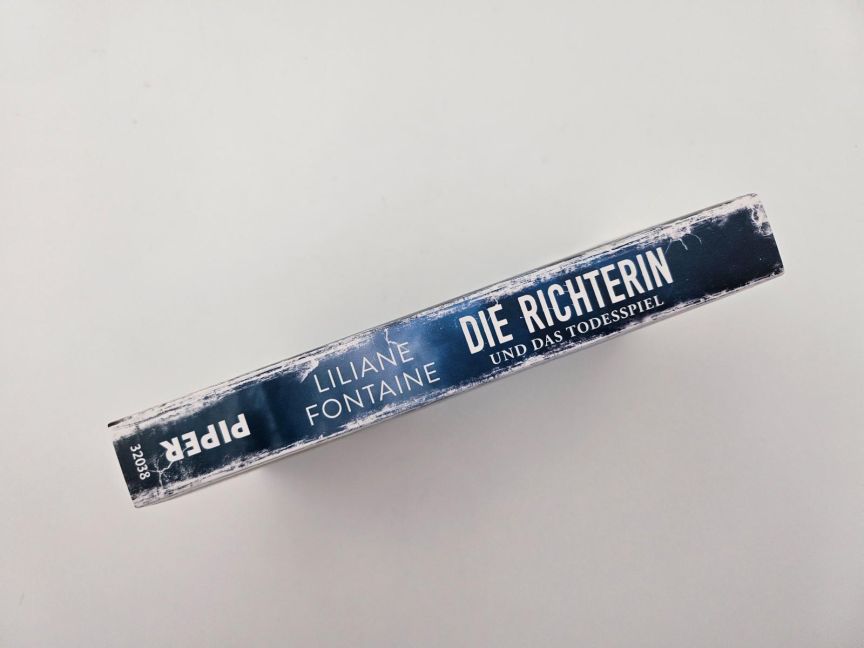 LILIANE
FONTAINE
DIE RICHTERIN
UND DAS TODESSPIEL
PIPER
32038